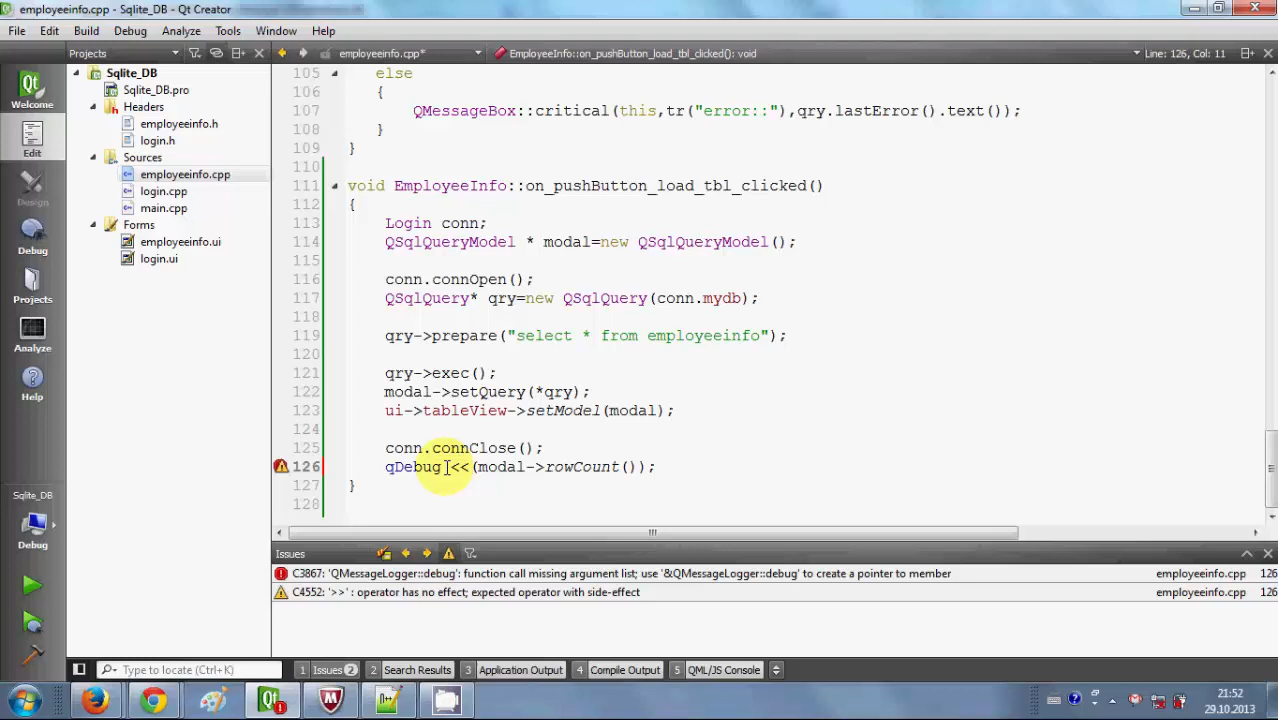 employeeinfo.cpp - Sqlite_DB - Qt Creator
File Edit Build Debug Analyze Tools Window Help
Projects employeeinfo.cpp* EmployeeInfo::on_pushButton_load_tbl_clicked(): void Line: 126, Col: 11
Welcome
Edit
Design
Debug
Projects
Analyze
Help
Sqlite_DB
Debug
Sqlite_DB
Sqlite_DB.pro
Headers
employeeinfo.h
login.h
Sources
employeeinfo.cpp
login.cpp
main.cpp
Forms
employeeinfo.ui
login.ui
105 else
106 {
107 QMessageBox::critical(this,tr("error::"),qry.lastError().text());
108 }
109 }
110
111 void EmployeeInfo::on_pushButton_load_tbl_clicked()
112 {
113 Login conn;
114 QSqlQueryModel * modal=new QSqlQueryModel();
115
116 conn.connOpen();
117 QSqlQuery* qry=new QSqlQuery(conn.mydb);
118
119 qry->prepare("select * from employeeinfo");
120
121 qry->exec();
122 modal->setQuery(*qry);
123 ui->tableView->setModel(modal);
124
125 conn.connClose();
126 qDebug <<(modal->rowCount());
127 }
128
Issues
C3867: 'QMessageLogger::debug': function call missing argument list; use '&QMessageLogger::debug' to create a pointer to member employeeinfo.cpp 126
C4552: '>>' : operator has no effect; expected operator with side-effect employeeinfo.cpp 126
Type to locate (Ctrl+K) 1 Issues 2 2 Search Results 3 Application Output 4 Compile Output 5 QML/JS Console
21:52
29.10.2013